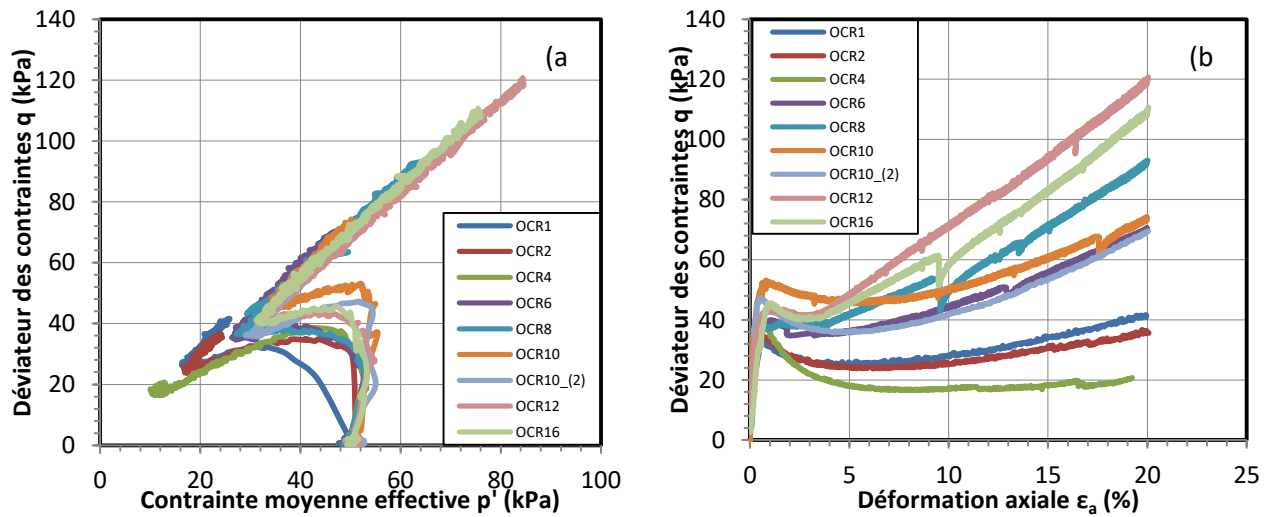 140
120
100
80
60
40
20
0
0
20
40
60
80
100
Déviateur des contraintes q (kPa)
Contrainte moyenne effective p' (kPa)
(a
OCR1
OCR2
OCR4
OCR6
OCR8
OCR10
OCR10_(2)
OCR12
OCR16
140
120
100
80
60
40
20
0
0
5
10
15
20
25
Déviateur des contraintes q (kPa)
Déformation axiale εa (%)
(b
OCR1
OCR2
OCR4
OCR6
OCR8
OCR10
OCR10_(2)
OCR12
OCR16